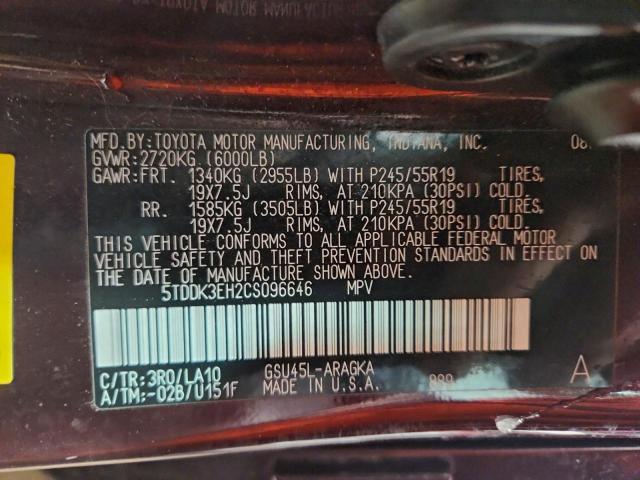 MFD.BY:TOYOTA MOTOR MANUFACTURING, INDIANA, INC.
GVWR:2720KG (6000LB)
GAWR:FRT. 1340KG (2955LB) WITH P245/55R19 TIRES,
19X7.5J RIMS, AT 210KPA (30PSI) COLD.
RR. 1585KG (3505LB) WITH P245/55R19 TIRES,
19X7.5J RIMS, AT 210KPA (30PSI) COLD.
THIS VEHICLE CONFORMS TO ALL APPLICABLE FEDERAL MOTOR
VEHICLE SAFETY AND THEFT PREVENTION STANDARDS IN EFFECT ON
THE DATE OF MANUFACTURE SHOWN ABOVE.
5TDDK3EH2CS096646 MPV
C/TR:3R0/LA10 GSU45L-ARAGKA
A/TM:-02B/U151F MADE IN U.S.A. A